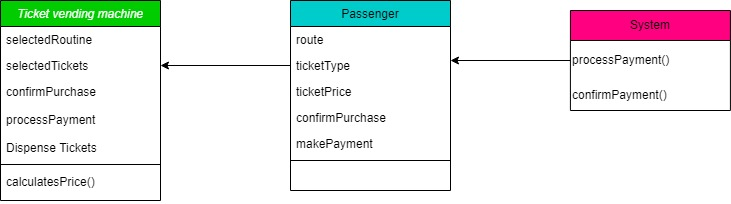 Ticket vending machine
selectedRoutine
selectedTickets
confirmPurchase
processPayment
Dispense Tickets
calculatesPrice()
Passenger
route
ticketType
ticketPrice
confirmPurchase
makePayment
System
processPayment()
confirmPayment()